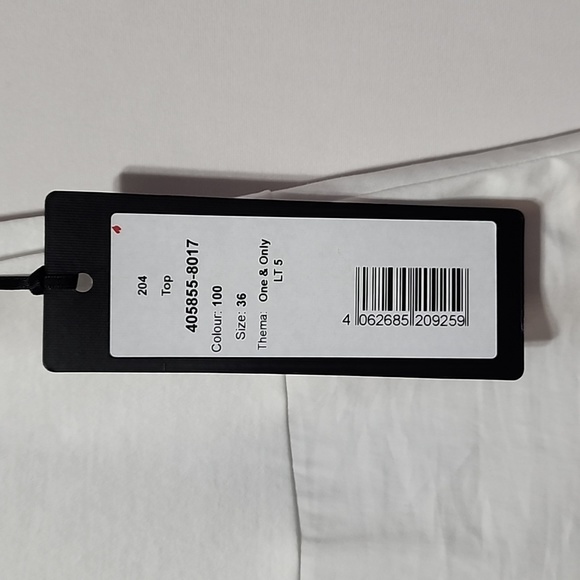 204
Top
405855-8017
Colour: 100
Size: 36
Thema: One & Only
LT 5
4 062685 209259